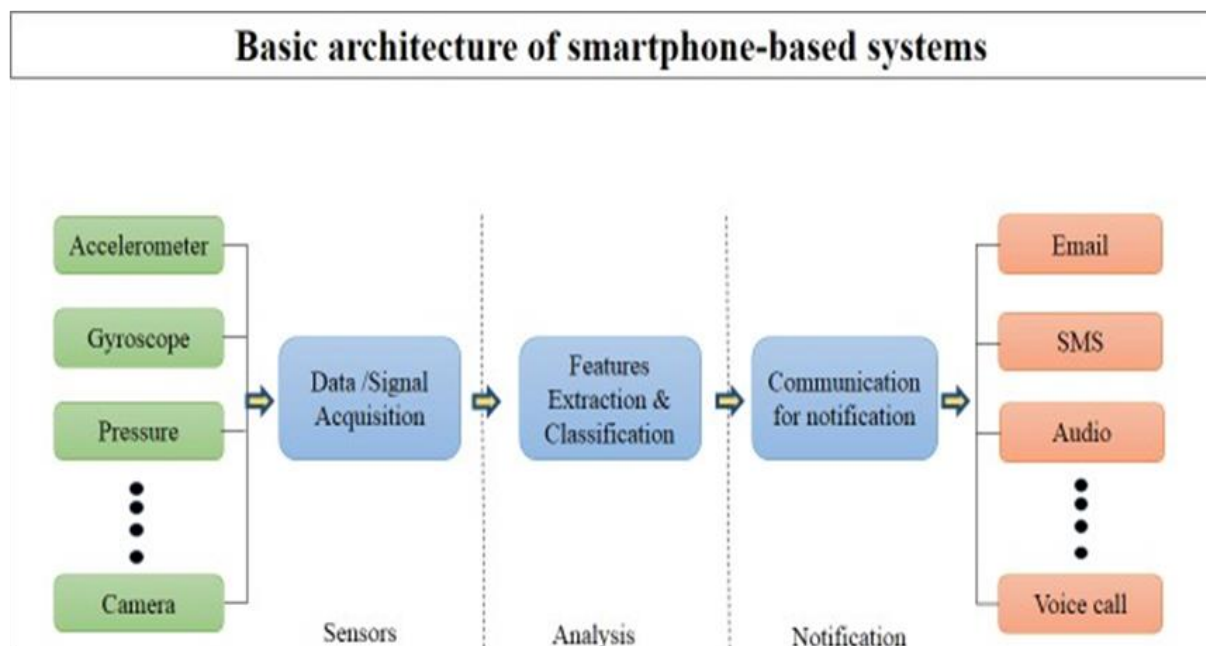 Basic architecture of smartphone-based systems
Accelerometer
Gyroscope
Pressure
Camera
Data /Signal
Acquisition
Sensors
Features
Extraction &
Classification
Analysis
Communication
for notification
Notification
Email
SMS
Audio
Voice call